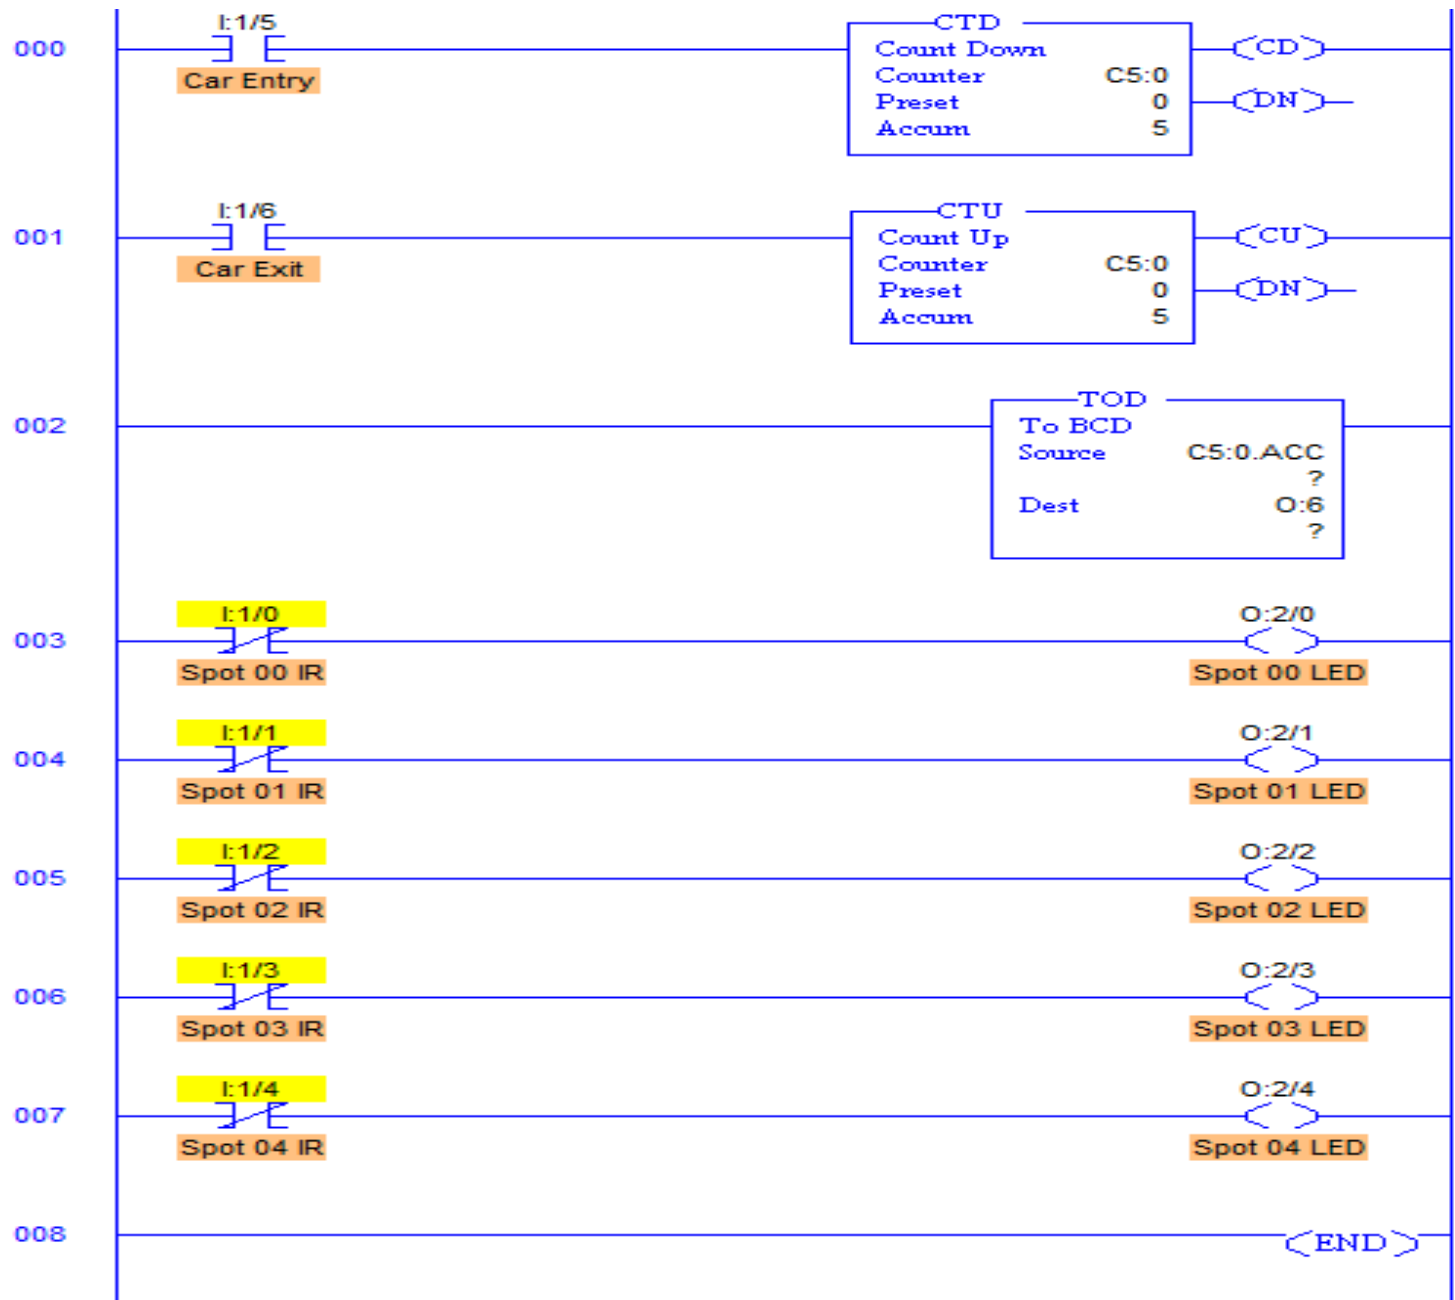 I:1/5
CTD
000
CD
Count Down
Car Entry
Counter C5:0
Preset 0
DN
Accum 5
I:1/6
CTU
001
CU
Count Up
Car Exit
Counter C5:0
Preset 0
DN
Accum 5
TOD
002
To BCD
Source C5:0.ACC
?
Dest O:6
?
I:1/0 O:2/0
003
Spot 00 IR Spot 00 LED
I:1/1 O:2/1
004
Spot 01 IR Spot 01 LED
I:1/2 O:2/2
005
Spot 02 IR Spot 02 LED
I:1/3 O:2/3
006
Spot 03 IR Spot 03 LED
I:1/4 O:2/4
007
Spot 04 IR Spot 04 LED
008
END